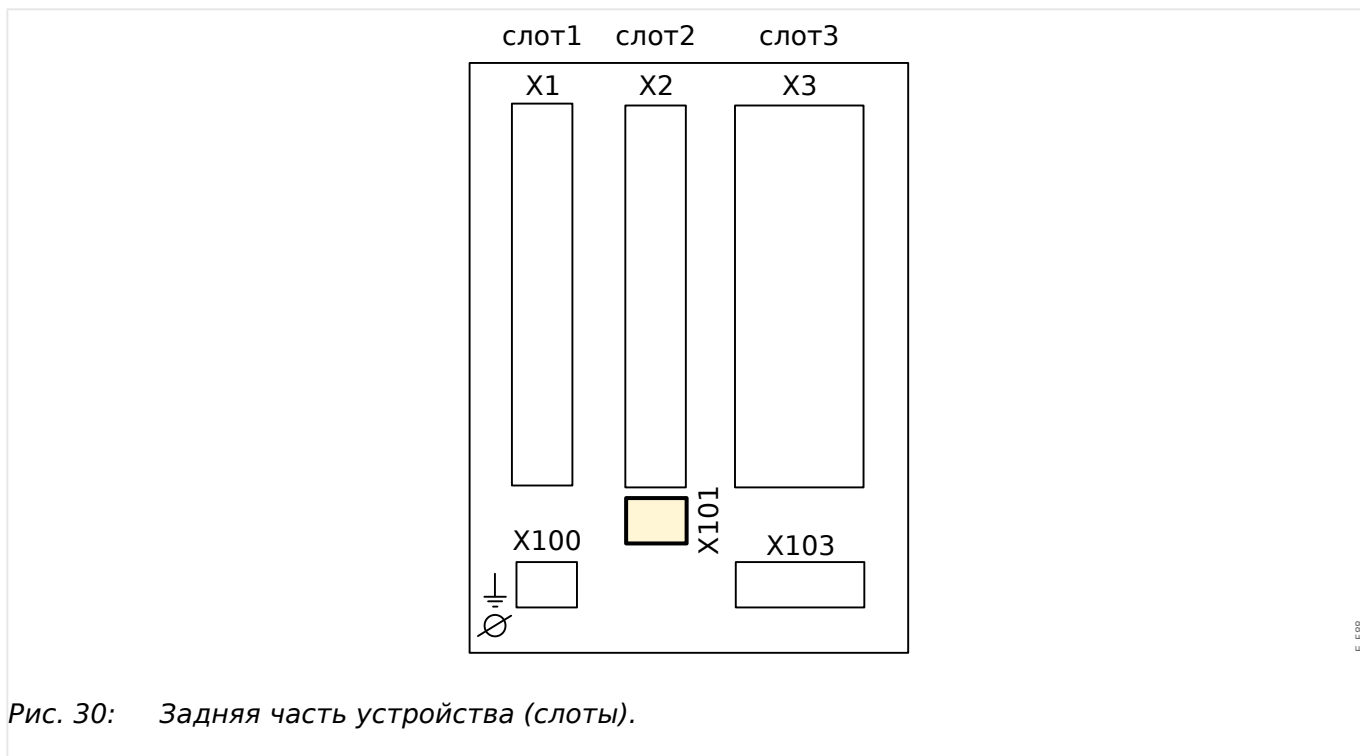 слот1 слот2 слот3
X1 X2 X3
X101
X100
X103
Рис. 30: Задняя часть устройства (слоты).